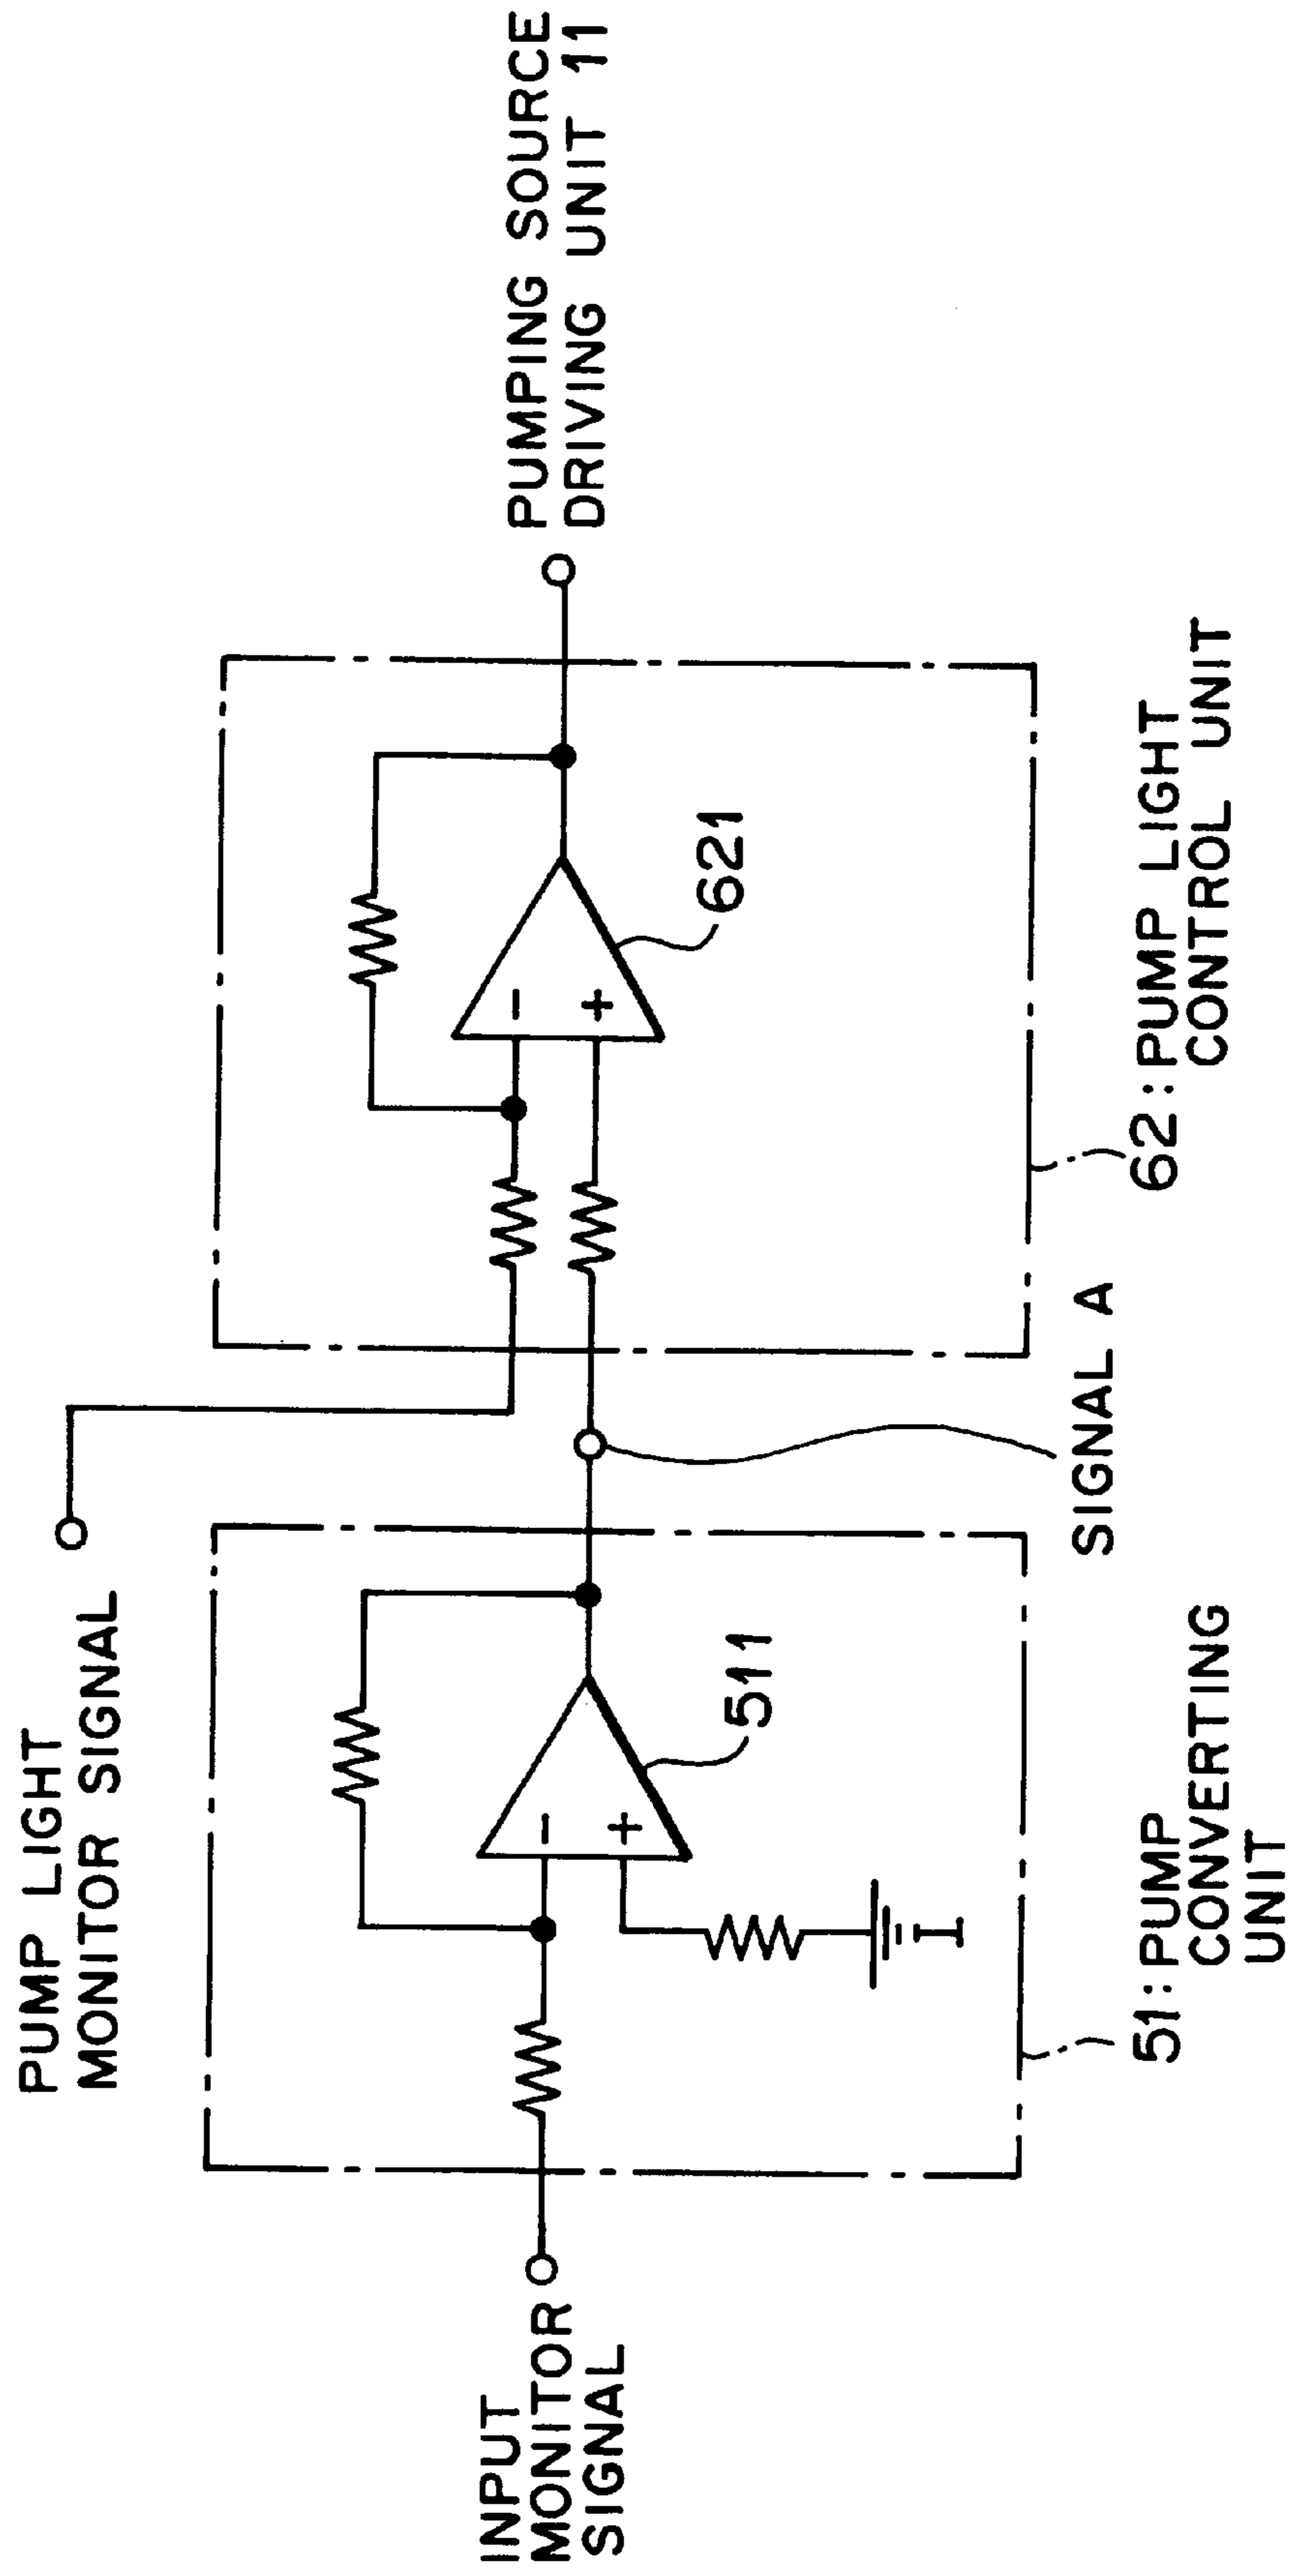 PUMP LIGHT
MONITOR SIGNAL
INPUT
MONITOR
SIGNAL
PUMPING SOURCE
DRIVING UNIT 11
−
+
511
−
+
621
SIGNAL A
51:PUMP
CONVERTING
UNIT
62:PUMP LIGHT
CONTROL UNIT